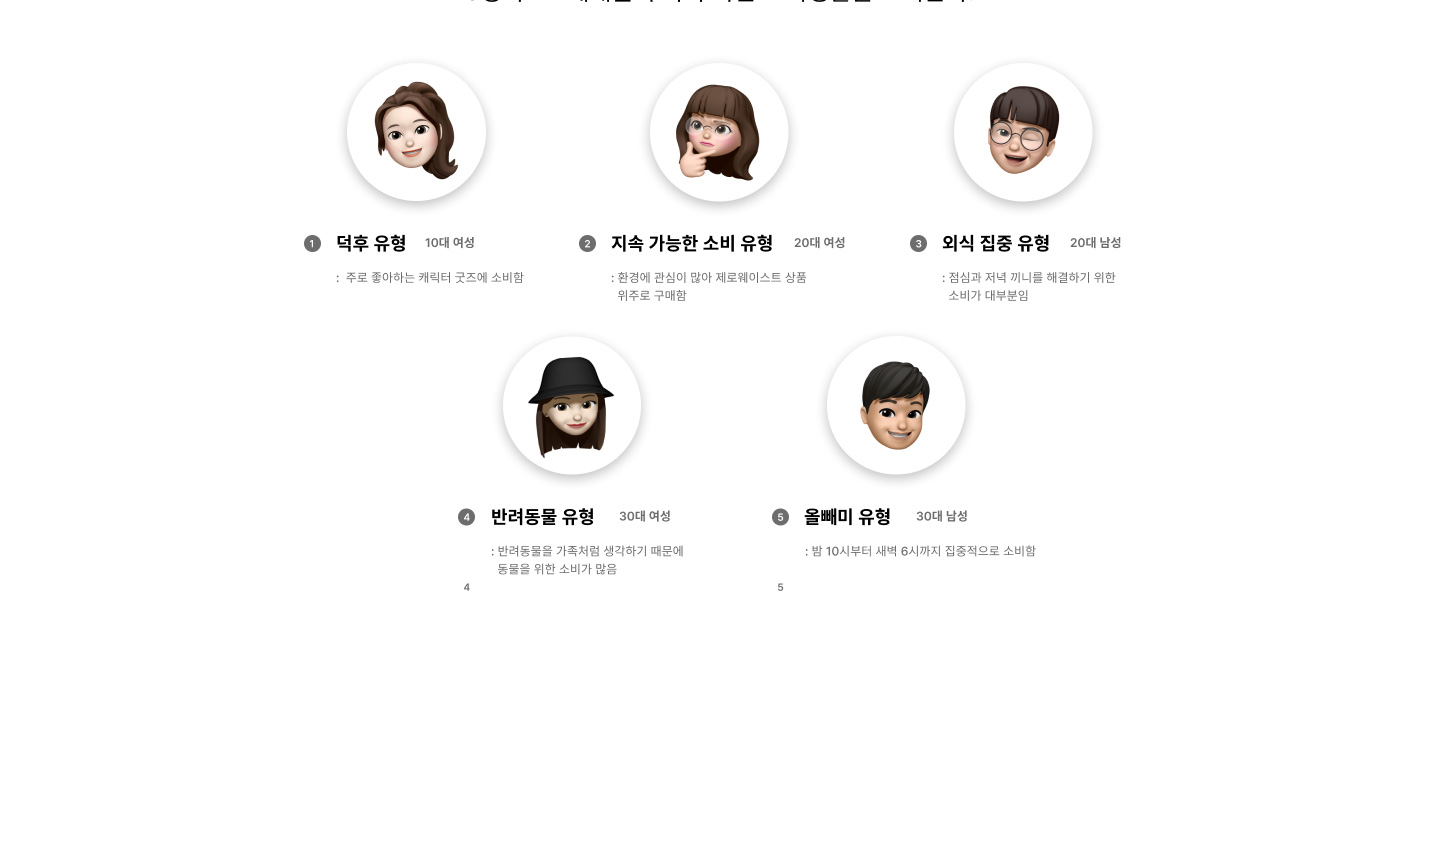 1 덕후 유형 10대 여성
: 주로 좋아하는 캐릭터 굿즈에 소비함
2 지속 가능한 소비 유형 20대 여성
: 환경에 관심이 많아 제로웨이스트 상품
위주로 구매함
3 외식 집중 유형 20대 남성
: 점심과 저녁 끼니를 해결하기 위한
소비가 대부분임
4 반려동물 유형 30대 여성
: 반려동물을 가족처럼 생각하기 때문에
동물을 위한 소비가 많음
4
5 올빼미 유형 30대 남성
: 밤 10시부터 새벽 6시까지 집중적으로 소비함
5